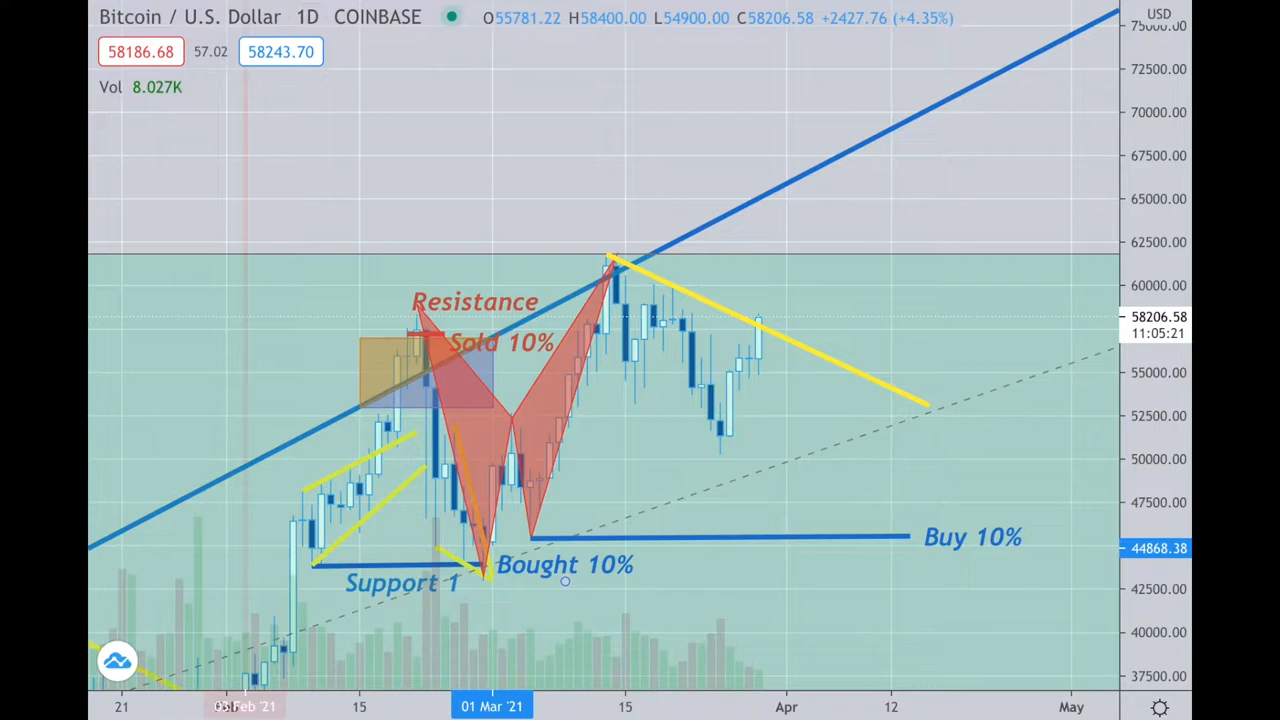 Bitcoin / U.S. Dollar 1D COINBASE O55781.22 H58400.00 L54900.00 C58206.58 +2427.76 (+4.35%)
USD
58186.68 57.02 58243.70
Vol 8.027K
75000.00
72500.00
70000.00
67500.00
65000.00
62500.00
60000.00
58206.58
11:05:21
55000.00
52500.00
50000.00
47500.00
44868.38
42500.00
40000.00
37500.00
Resistance
Sold 10%
Buy 10%
Bought 10%
Support 1
21 03 Feb '21 15 01 Mar '21 15 Apr 12 May